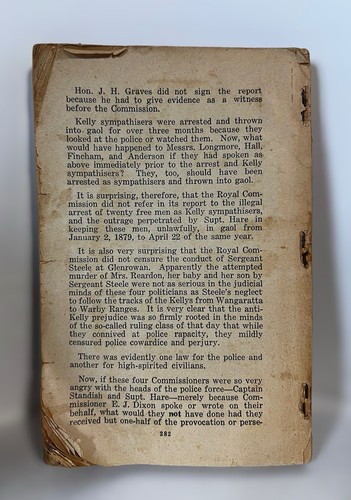 Hon. J. H. Graves did not sign the report
because he had to give evidence as a witness
before the Commission.
Kelly sympathisers were arrested and thrown
into gaol for over three months because they
looked at the police or watched them. Now, what
would have happened to Messrs. Longmore, Hall,
Fincham, and Anderson if they had spoken as
above immediately prior to the arrest and Kelly
sympathisers? They, too, should have been
arrested as sympathisers and thrown into gaol.
It is surprising, therefore, that the Royal Com-
mission did not refer in its report to the illegal
arrest of twenty free men as Kelly sympathisers,
and the outrage perpetrated by Supt. Hare in
keeping these men, unlawfully, in gaol from
January 2, 1879, to April 22 of the same year.
It is also very surprising that the Royal Com-
mission did not censure the conduct of Sergeant
Steele at Glenrowan. Apparently the attempted
murder of Mrs. Reardon, her baby and her son by
Sergeant Steele were not as serious in the judicial
minds of these four politicians as Steele's neglect
to follow the tracks of the Kellys from Wangaratta
to Warby Ranges. It is very clear that the anti-
Kelly prejudice was so firmly rooted in the minds
of the so-called ruling class of that day that while
they connived at police rapacity, they mildly
censured police cowardice and perjury.
There was evidently one law for the police and
another for high-spirited civilians.
Now, if these four Commissioners were so very
angry with the heads of the police force—Captain
Standish and Supt. Hare—merely because Com-
missioner E. J. Dixon spoke or wrote on their
behalf, what would they not have done had they
received but one-half of the provocation or perse-
282